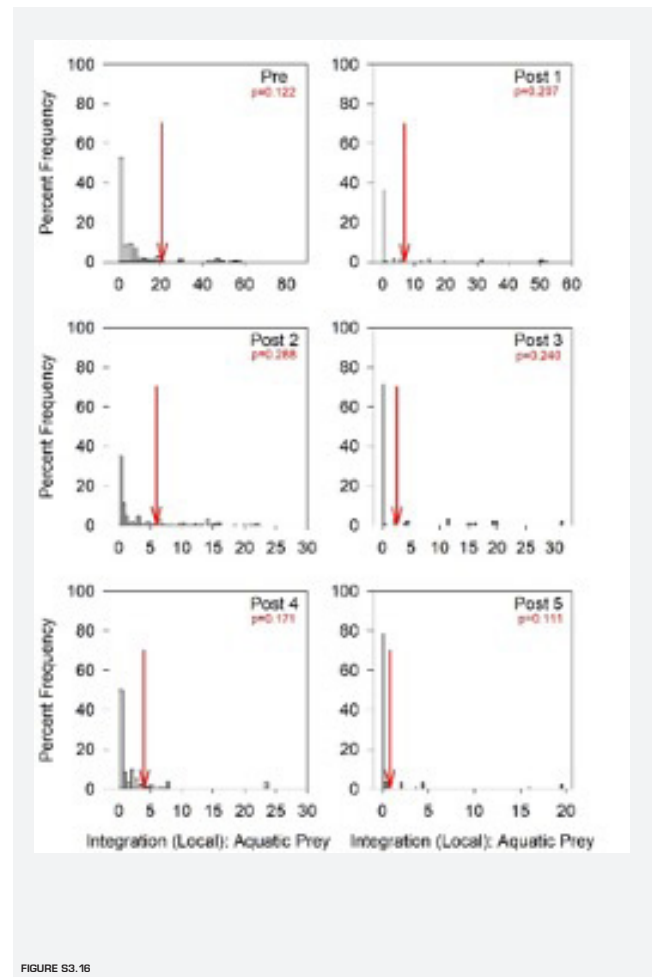 100 Pre 100 Post 1
p=0.122
80 80
60 60
40 40
20 20
0 0
0 20 40 60 80 0 10 20 30 40 50 60
Percent Frequency
100 Post 2 100 Post 3
p=0.240
80 80
60 60
40 40
20 20
0 0
0 5 10 15 20 25 30 0 5 10 15 20 25 30
Percent Frequency
100 Post 4 100 Post 5
p=0.171 p=0.111
80 80
60 60
40 40
20 20
0 0
0 5 10 15 20 25 30 0 5 10 15 20
Percent Frequency
Integration (Local): Aquatic Prey Integration (Local): Aquatic Prey
FIGURE S3.16